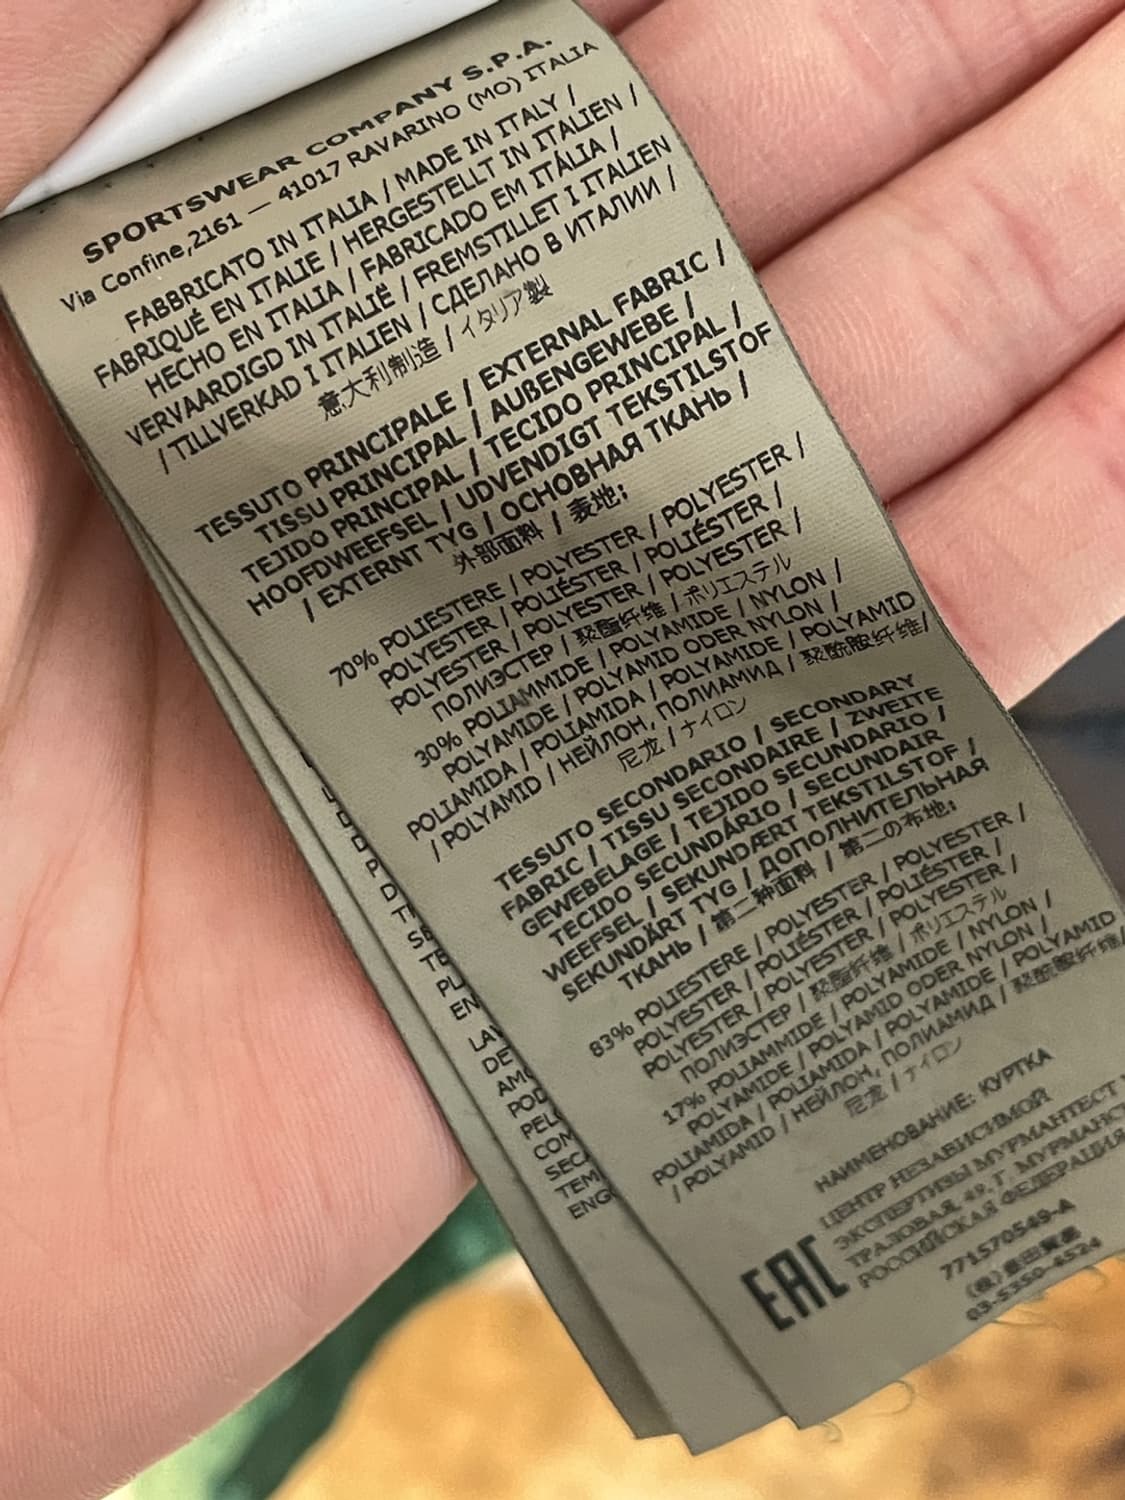 SPORTSWEAR COMPANY S.P.A.
Via Confine,2161 — 41017 RAVARINO (MO) ITALIA
FABBRICATO IN ITALIA / MADE IN ITALY /
FABRIQUÉ EN ITALIE / HERGESTELLT IN ITALIEN /
HECHO EN ITALIA / FABRICADO EM ITÁLIA /
VERVAARDIGD IN ITALIË / FREMSTILLET I ITALIEN
/ TILLVERKAD I ITALIEN / СДЕЛАНО В ИТАЛИИ /
意大利制造 / イタリア製
TESSUTO PRINCIPALE / EXTERNAL FABRIC /
TISSU PRINCIPAL / AUßENGEWEBE /
TEJIDO PRINCIPAL / TECIDO PRINCIPAL /
HOOFDWEEFSEL / UDVENDIGT TEKSTILSTOF
/ EXTERNT TYG / ОСНОВНАЯ ТКАНЬ /
外部面料 / 表地:
70% POLIESTERE / POLYESTER / POLYESTER /
POLYESTER / POLIÉSTER / POLIÉSTER /
POLYESTER / POLYESTER / POLYESTER /
ПОЛИЭСТЕР / 聚酯纤维 / ポリエステル
30% POLIAMMIDE / POLYAMIDE / NYLON /
POLYAMIDE / POLYAMID ODER NYLON /
POLIAMIDA / POLIAMIDA / POLYAMIDE / POLYAMID
/ POLYAMID / НЕЙЛОН, ПОЛИАМИД / 聚酰胺纤维/
尼龙 / ナイロン
TESSUTO SECONDARIO / SECONDARY
FABRIC / TISSU SECONDAIRE / ZWEITE
GEWEBELAGE / TEJIDO SECUNDARIO /
TECIDO SECUNDÁRIO / SECUNDAIR
WEEFSEL / SEKUNDÆRT TEKSTILSTOF /
SEKUNDÄRT TYG / ДОПОЛНИТЕЛЬНАЯ
ТКАНЬ / 第二种面料 / 第二の布地:
83% POLIESTERE / POLYESTER / POLYESTER /
POLYESTER / POLIÉSTER / POLIÉSTER /
POLYESTER / POLYESTER / POLYESTER /
ПОЛИЭСТЕР / 聚酯纤维 / ポリエステル
17% POLIAMMIDE / POLYAMIDE / NYLON /
POLYAMIDE / POLYAMID ODER NYLON /
POLIAMIDA / POLIAMIDA / POLYAMIDE / POLYAMID
/ POLYAMID / НЕЙЛОН, ПОЛИАМИД / 聚酰胺纤维/
尼龙 / ナイロン
НАИМЕНОВАНИЕ: КУРТКА
ЦЕНТР НЕЗАВИСИМОЙ
ЭКСПЕРТИЗЫ МУРМАНТЕСТ
ТРАЛОВАЯ, 49, Г. МУРМАНСК
РОССИЙСКАЯ ФЕДЕРАЦИЯ
EAC
771570549-A
03-5350-4524